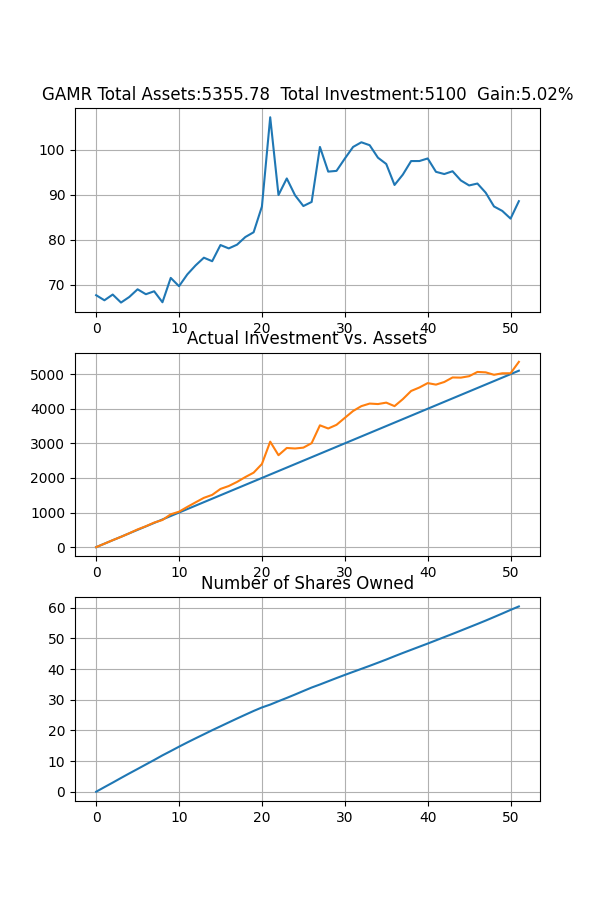 GAMR Total Assets:5355.78  Total Investment:5100  Gain:5.02%
100
90
80
70
0 10 20 30 40 50
Actual Investment vs. Assets
5000
4000
3000
2000
1000
0
0 10 20 30 40 50
Number of Shares Owned
60
50
40
30
20
10
0
0 10 20 30 40 50